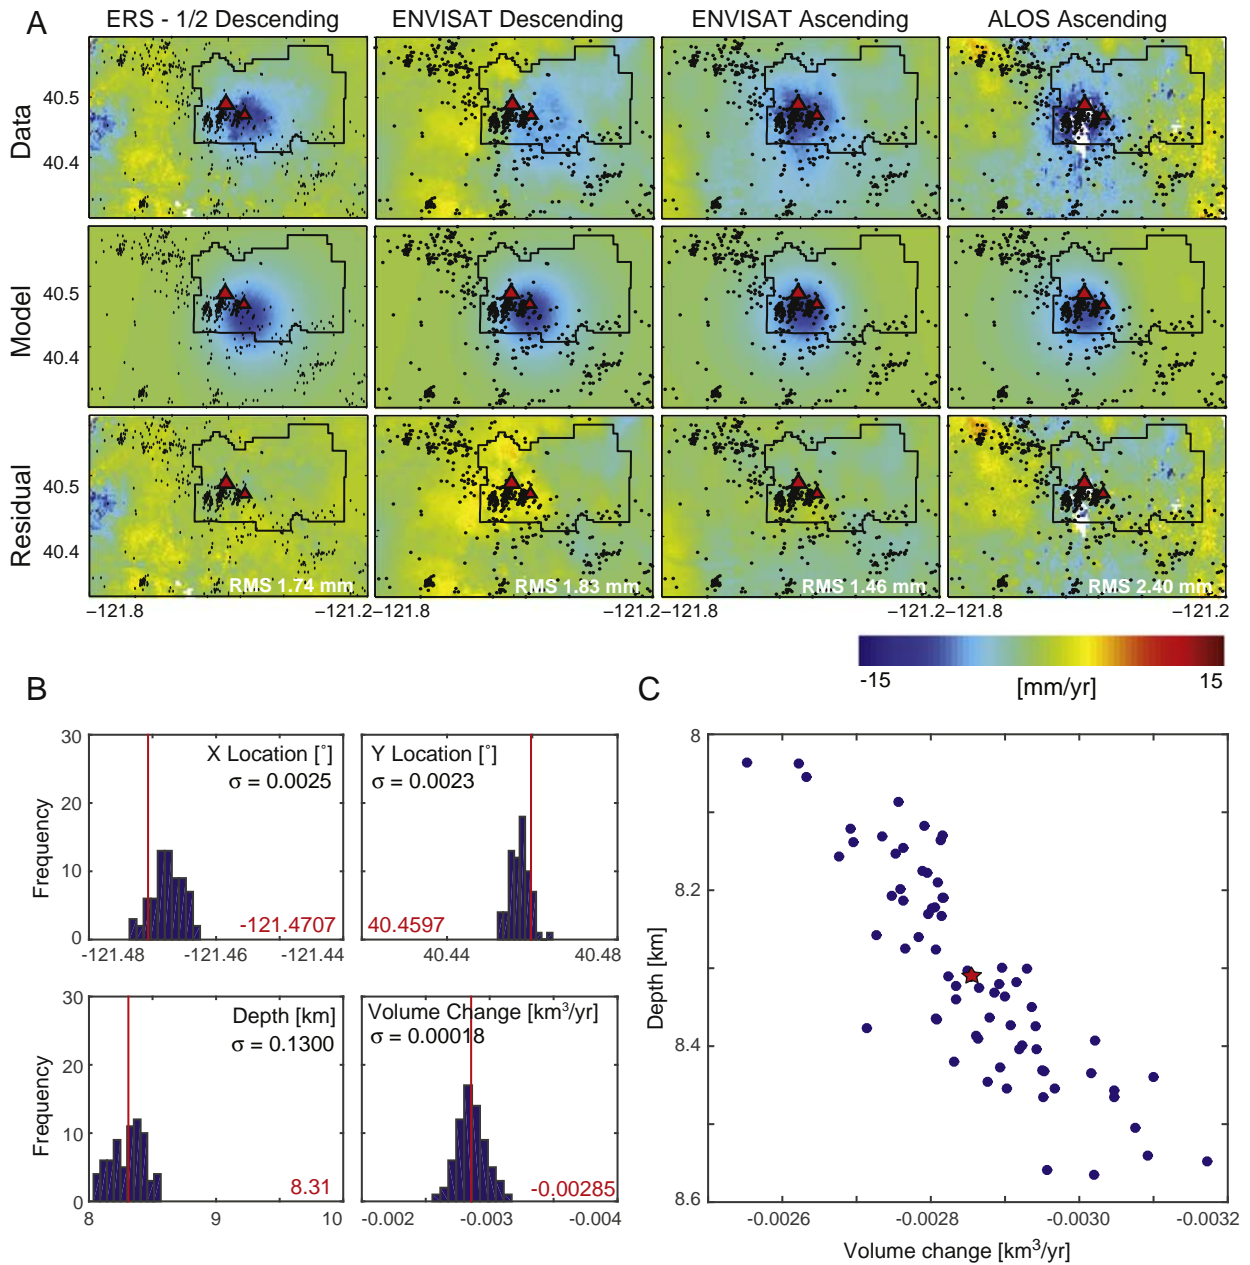 A
ERS - 1/2 Descending
ENVISAT Descending
ENVISAT Ascending
ALOS Ascending
Data
40.5
40.4
Model
40.5
40.4
Residual
40.5
40.4
RMS 1.74 mm
RMS 1.83 mm
RMS 1.46 mm
RMS 2.40 mm
−121.8
−121.2
−121.8
−121.8
−121.2
−121.8
−121.2
-15
[mm/yr]
15
B
30
20
10
0
Frequency
X Location [°]
σ = 0.0025
-121.4707
-121.48
-121.46
-121.44
Y Location [°]
σ = 0.0023
40.4597
40.44
40.48
30
20
10
0
Frequency
Depth [km]
σ = 0.1300
8.31
8
9
10
Volume Change [km³/yr]
σ = 0.00018
-0.00285
-0.002
-0.003
-0.004
C
8
8.2
8.4
8.6
Depth [km]
-0.0026
-0.0028
-0.0030
-0.0032
Volume change [km³/yr]